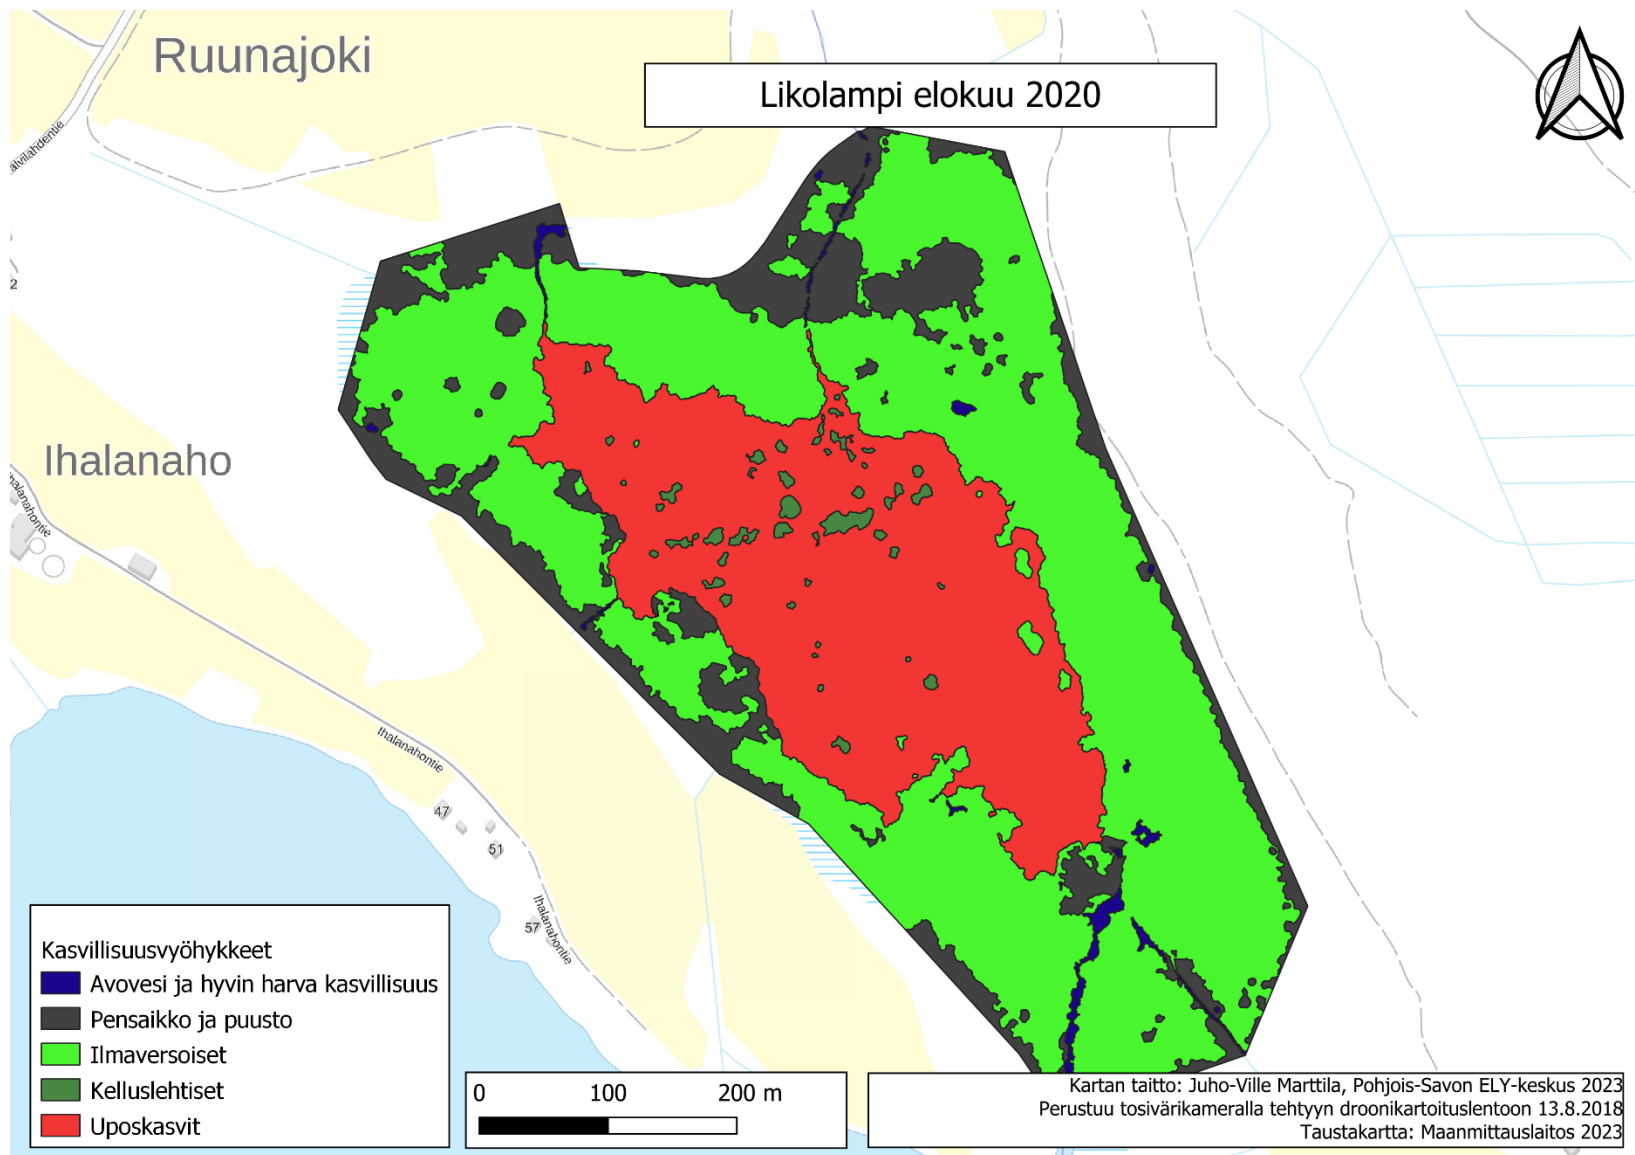 Ruunajoki
Likolampi elokuu 2020
alvilahdentie
2
Ihalanaho
Ihalanahontie
Ihalanahontie
47
51
57
Ihalanahontie
Kasvillisuusvyöhykkeet
Avovesi ja hyvin harva kasvillisuus
Pensaikko ja puusto
Ilmaversoiset
Kelluslehtiset
Uposkasvit
0 100 200 m
Kartan taitto: Juho-Ville Marttila, Pohjois-Savon ELY-keskus 2023
Perustuu tosivärikameralla tehtyyn droonikartoituslentoon 13.8.2018
Taustakartta: Maanmittauslaitos 2023